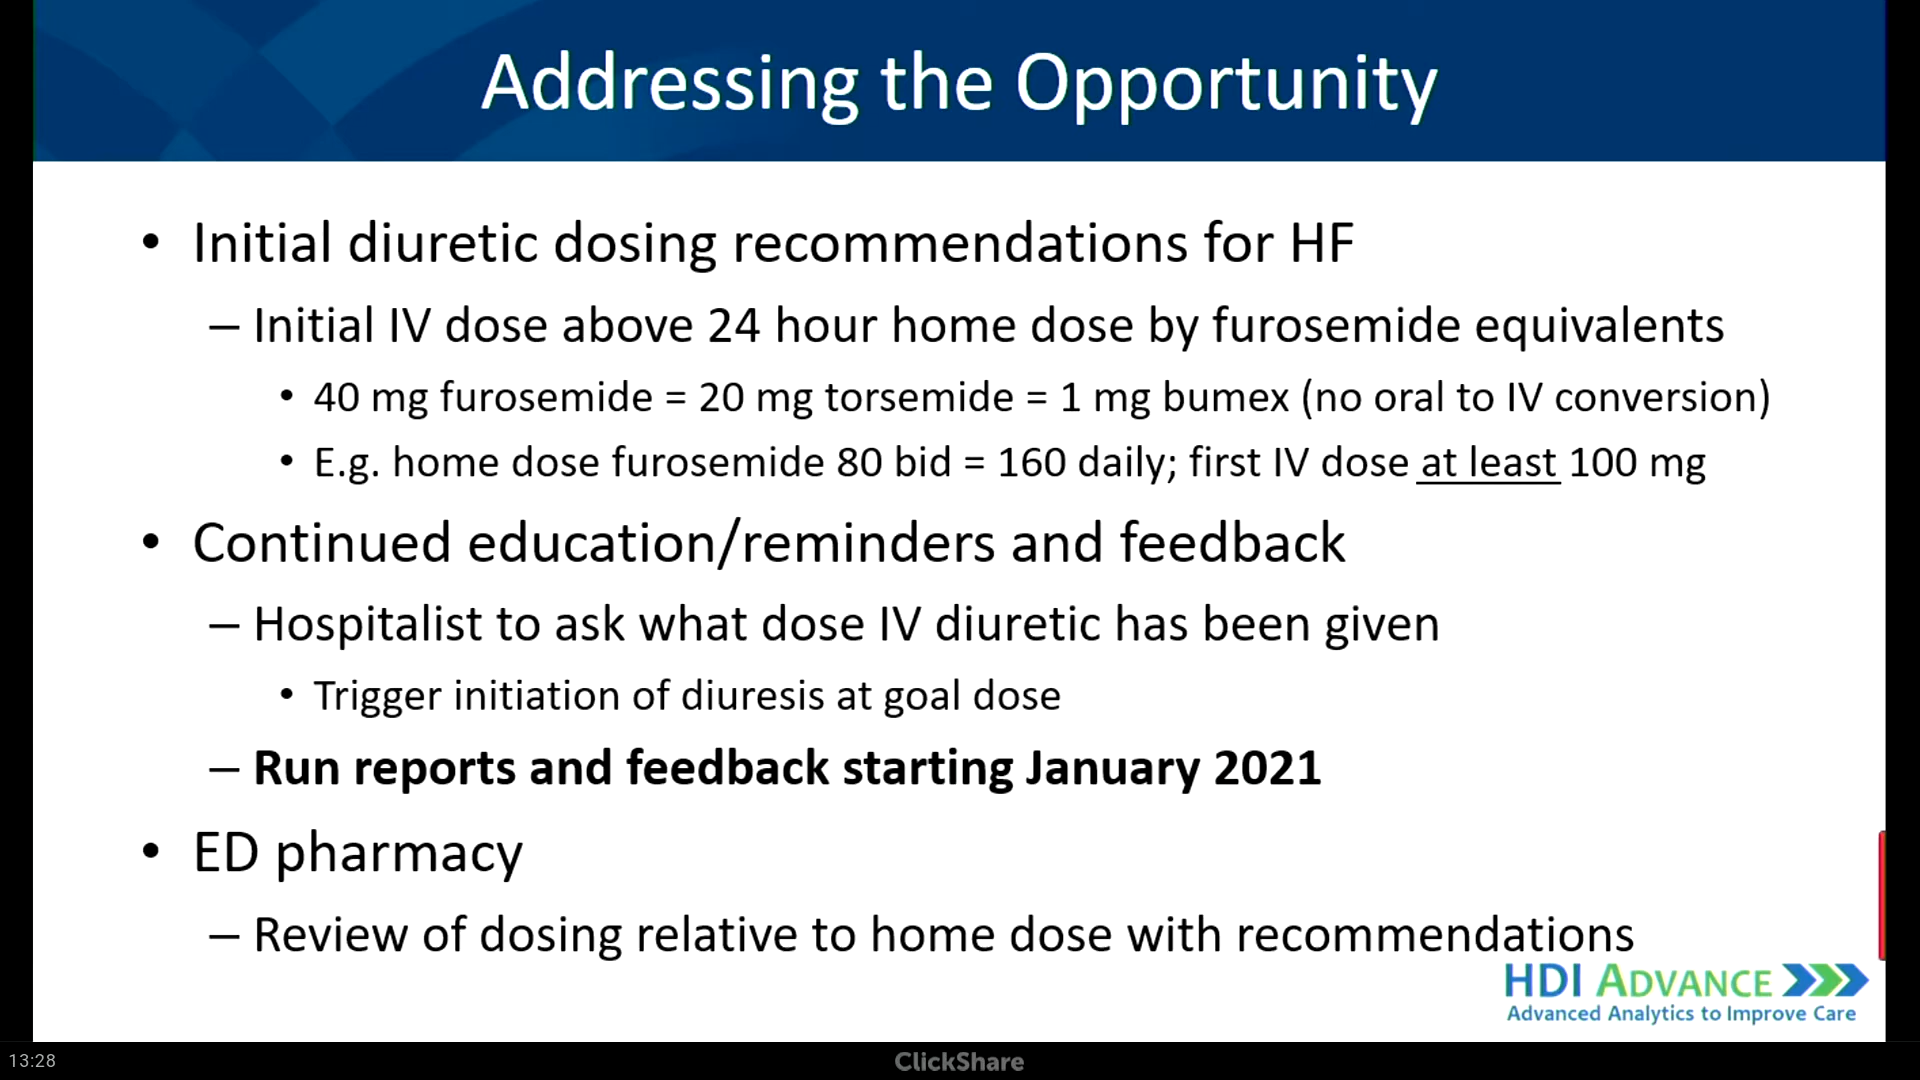 Addressing the Opportunity
• Initial diuretic dosing recommendations for HF
– Initial IV dose above 24 hour home dose by furosemide equivalents
• 40 mg furosemide = 20 mg torsemide = 1 mg bumex (no oral to IV conversion)
• E.g. home dose furosemide 80 bid = 160 daily; first IV dose at least 100 mg
• Continued education/reminders and feedback
– Hospitalist to ask what dose IV diuretic has been given
• Trigger initiation of diuresis at goal dose
– Run reports and feedback starting January 2021
• ED pharmacy
– Review of dosing relative to home dose with recommendations
HDI ADVANCE
Advanced Analytics to Improve Care
13:28
ClickShare